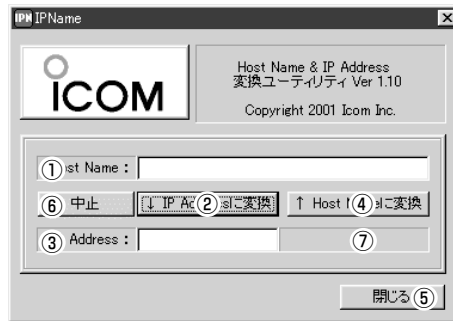 IPN IPName
ICOM
Host Name & IP Address
変換ユーティリティ Ver 1.10
Copyright 2001 Icom Inc.
① st Name :
⑥ 中止 ↓ IP Ad ② sに変換 ↑ Host N ④ eに変換
③ Address : ⑦
閉じる ⑤